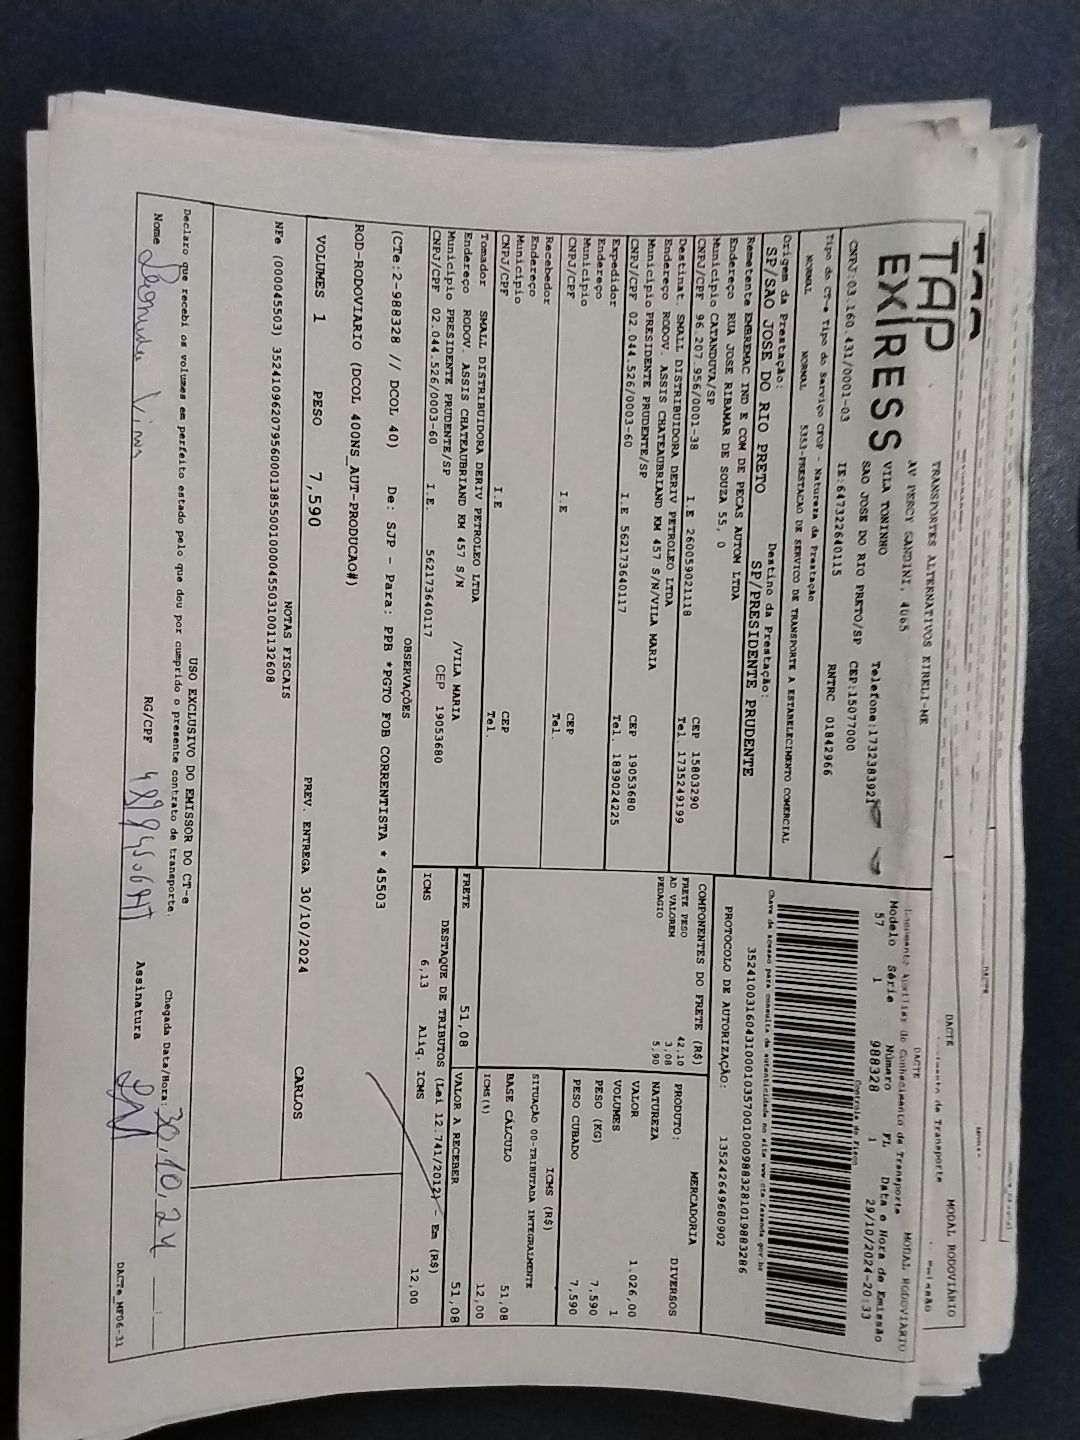 TAP
EXPRESS
TRANSPORTES ALTERNATIVOS EIRELI-ME
AV PERCY GANDINI, 4065
VILA TONINHO
SAO JOSE DO RIO PRETO/SP
Telefone:1732383921
CEP:15077000
CNPJ:03.160.431/0001-03 IE:647322640115 RNTRC 01842966
DACTE MODAL RODOVIÁRIO
Documento Auxiliar do Conhecimento de Transporte
Modelo Série Número FL Data e Hora de Emissão
57 1 988328 1 29/10/2024-20:33
Controle do Fisco
Chave de acesso para consulta de autenticidade no site www.cte.fazenda.gov.br
35241003160431000103570010009883281019883286
PROTOCOLO DE AUTORIZAÇÃO: 135242649680902
Tipo do CT-e Tipo do Serviço CFOP - Natureza da Prestação
NORMAL NORMAL 5353-PRESTACAO DE SERVICO DE TRANSPORTE A ESTABELECIMENTO COMERCIAL
Origem da Prestação: Destino da Prestação:
SP/SAO JOSE DO RIO PRETO SP/PRESIDENTE PRUDENTE
Remetente EMBREMAC IND E COM DE PECAS AUTOM LTDA
Endereço RUA JOSE RIBAMAR DE SOUZA 55, 0
Município CATANDUVA/SP CEP 15803290
CNPJ/CPF 96.207.956/0001-38 I.E 260059021118 Tel. 1735249199
Destinat. SMALL DISTRIBUIDORA DERIV PETROLEO LTDA
Endereço RODOV. ASSIS CHATEAUBRIAND KM 457 S/N/VILA MARIA
Município PRESIDENTE PRUDENTE/SP CEP 19053680
CNPJ/CPF 02.044.526/0003-60 I.E 562173640117 Tel. 1839024225
Expedidor
Endereço
Município CEP
CNPJ/CPF I.E Tel.
Recebedor
Endereço
Município CEP
CNPJ/CPF I.E Tel.
Tomador SMALL DISTRIBUIDORA DERIV PETROLEO LTDA
Endereço RODOV. ASSIS CHATEAUBRIAND KM 457 S/N /VILA MARIA
Município PRESIDENTE PRUDENTE/SP CEP 19053680
CNPJ/CPF 02.044.526/0003-60 I.E. 562173640117
COMPONENTES DO FRETE (R$)
FRETE PESO 42,10
AD VALOREM 3,08
PEDAGIO 5,90
MERCADORIA
PRODUTO: DIVERSOS
NATUREZA
VALOR 1.026,00
VOLUMES 1
PESO (KG) 7,590
PESO CUBADO 7,590
ICMS (R$)
SITUAÇÃO 00-TRIBUTADA INTEGRALMENTE
BASE CÁLCULO 51,08
ICMS(%) 12,00
FRETE 51,08 VALOR A RECEBER 51,08
DESTAQUE DE TRIBUTOS (Lei 12.741/2012) - Em (R$)
ICMS 6,13 Aliq. ICMS 12,00
OBSERVAÇÕES
(CTe:2-988328 // DCOL 40) De: SJP - Para: PPB *PGTO FOB CORRENTISTA * 45503
ROD-RODOVIARIO (DCOL 400NS_AUT-PRODUCAO#)
VOLUMES 1 PESO 7,590 PREV. ENTREGA 30/10/2024 CARLOS
NOTAS FISCAIS
NFe (000045503) 35241096207956000138550010000455031001132608
USO EXCLUSIVO DO EMISSOR DO CT-e
Declaro que recebi os volumes em perfeito estado pelo que dou por cumprido o presente contrato de transporte.
Chegada Data/Hora: 30,10,24
Nome RG/CPF Assinatura
DACTe_MF06-31